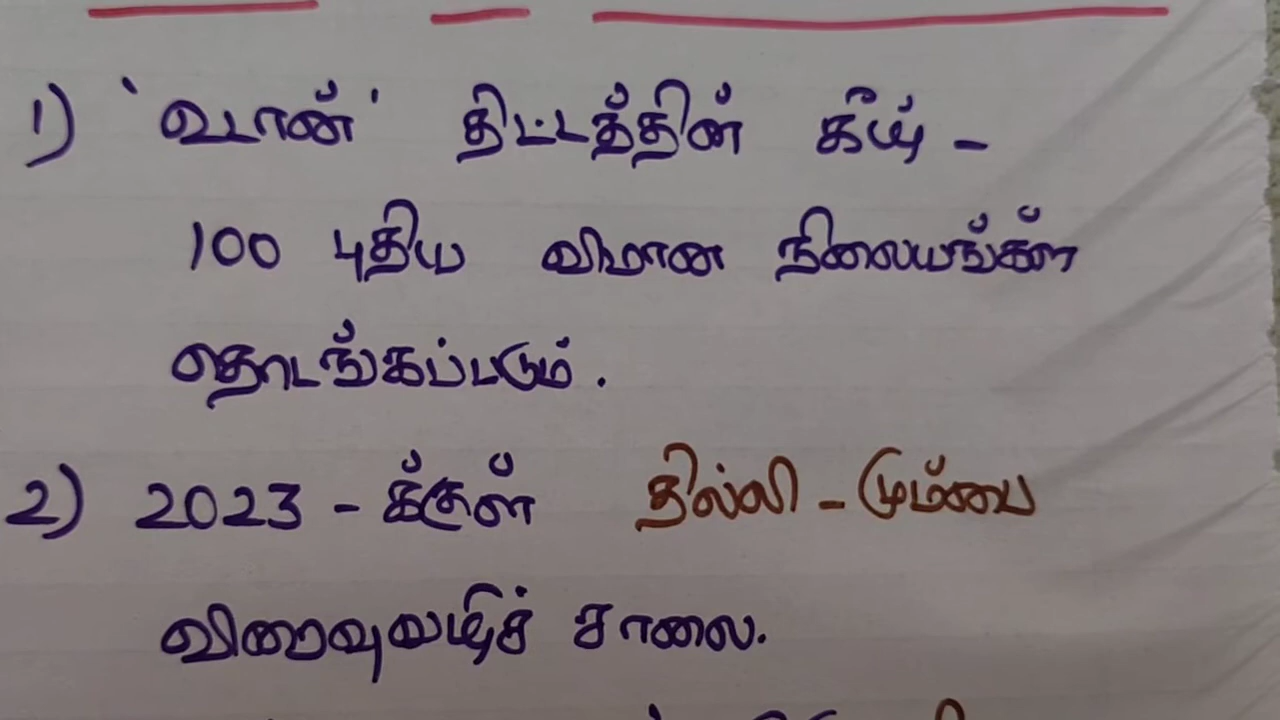 1) 'உடான்' திட்டத்தின் கீழ் -
100 புதிய விமான நிலையங்கள்
தொடங்கப்படும்.
2) 2023 - க்குள் தில்லி - மும்பை
விரைவுவழிச் சாலை.